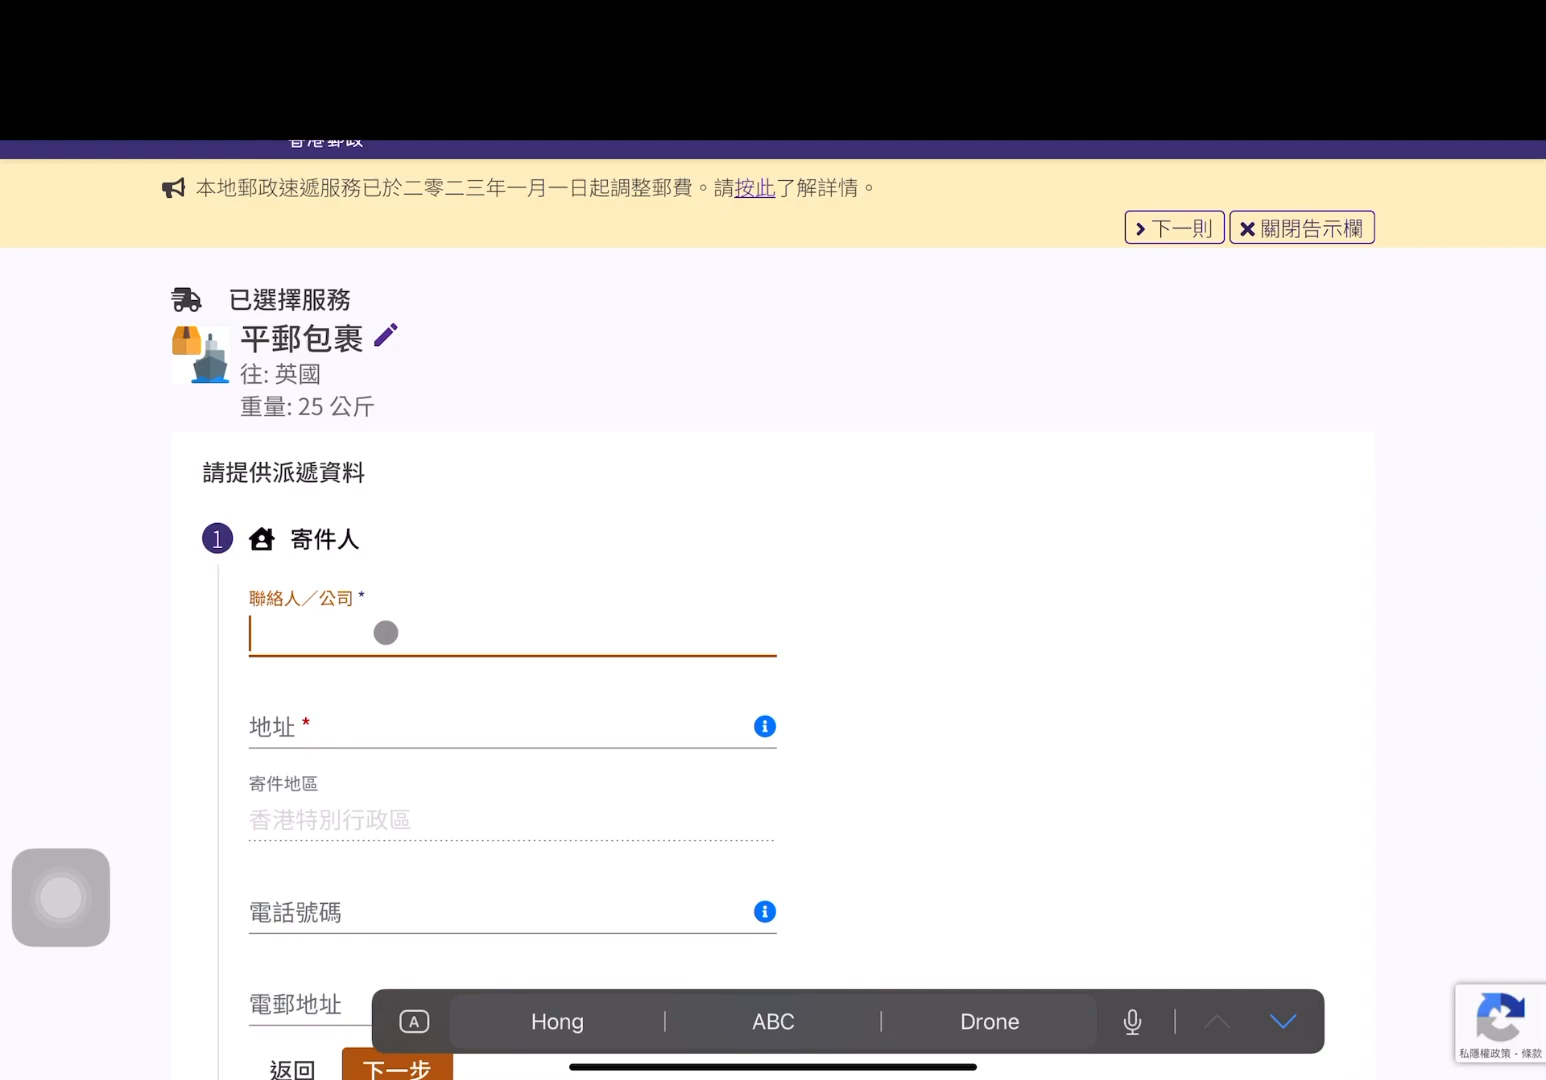 香港郵政
本地郵政速遞服務已於二零二三年一月一日起調整郵費。請按此了解詳情。
下一則 關閉告示欄
已選擇服務
平郵包裹
往: 英國
重量: 25 公斤
請提供派遞資料
1 寄件人
聯絡人／公司 *
地址 *
寄件地區
香港特別行政區
電話號碼
電郵地址
A Hong ABC Drone
返回 下一步
私隱權政策 - 條款